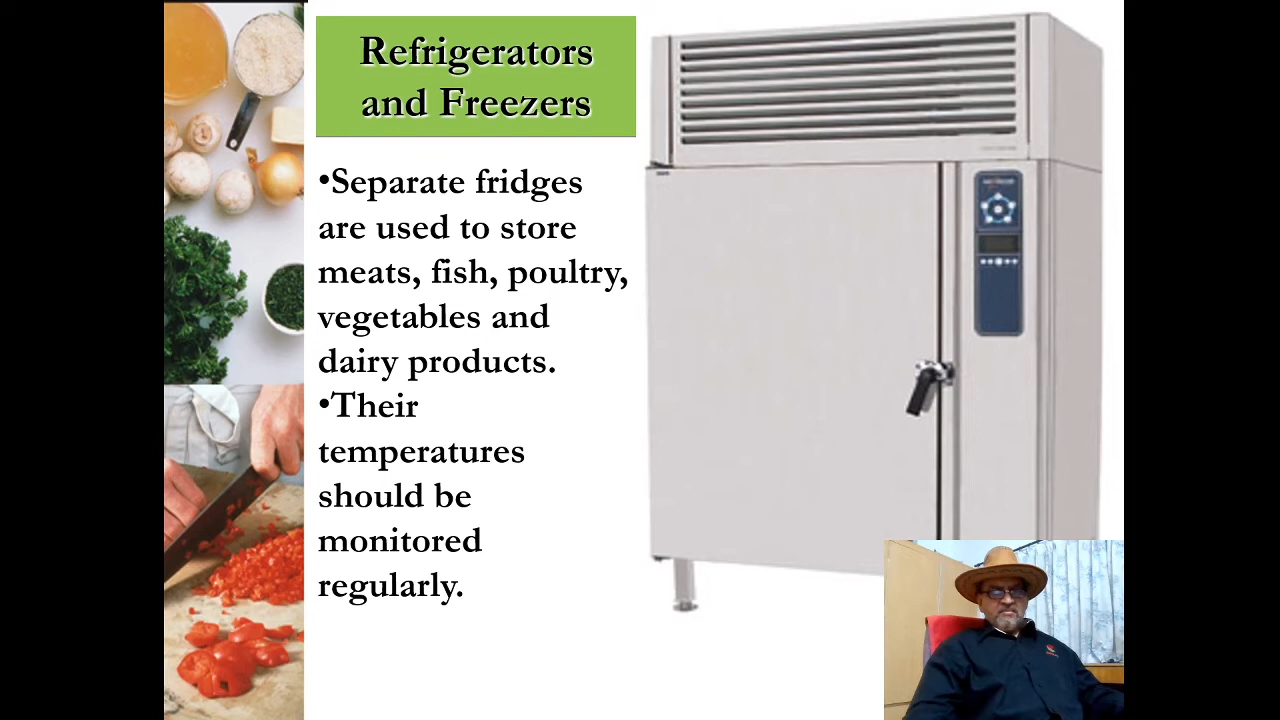 Refrigerators
and Freezers
•Separate fridges
are used to store
meats, fish, poultry,
vegetables and
dairy products.
•Their
temperatures
should be
monitored
regularly.